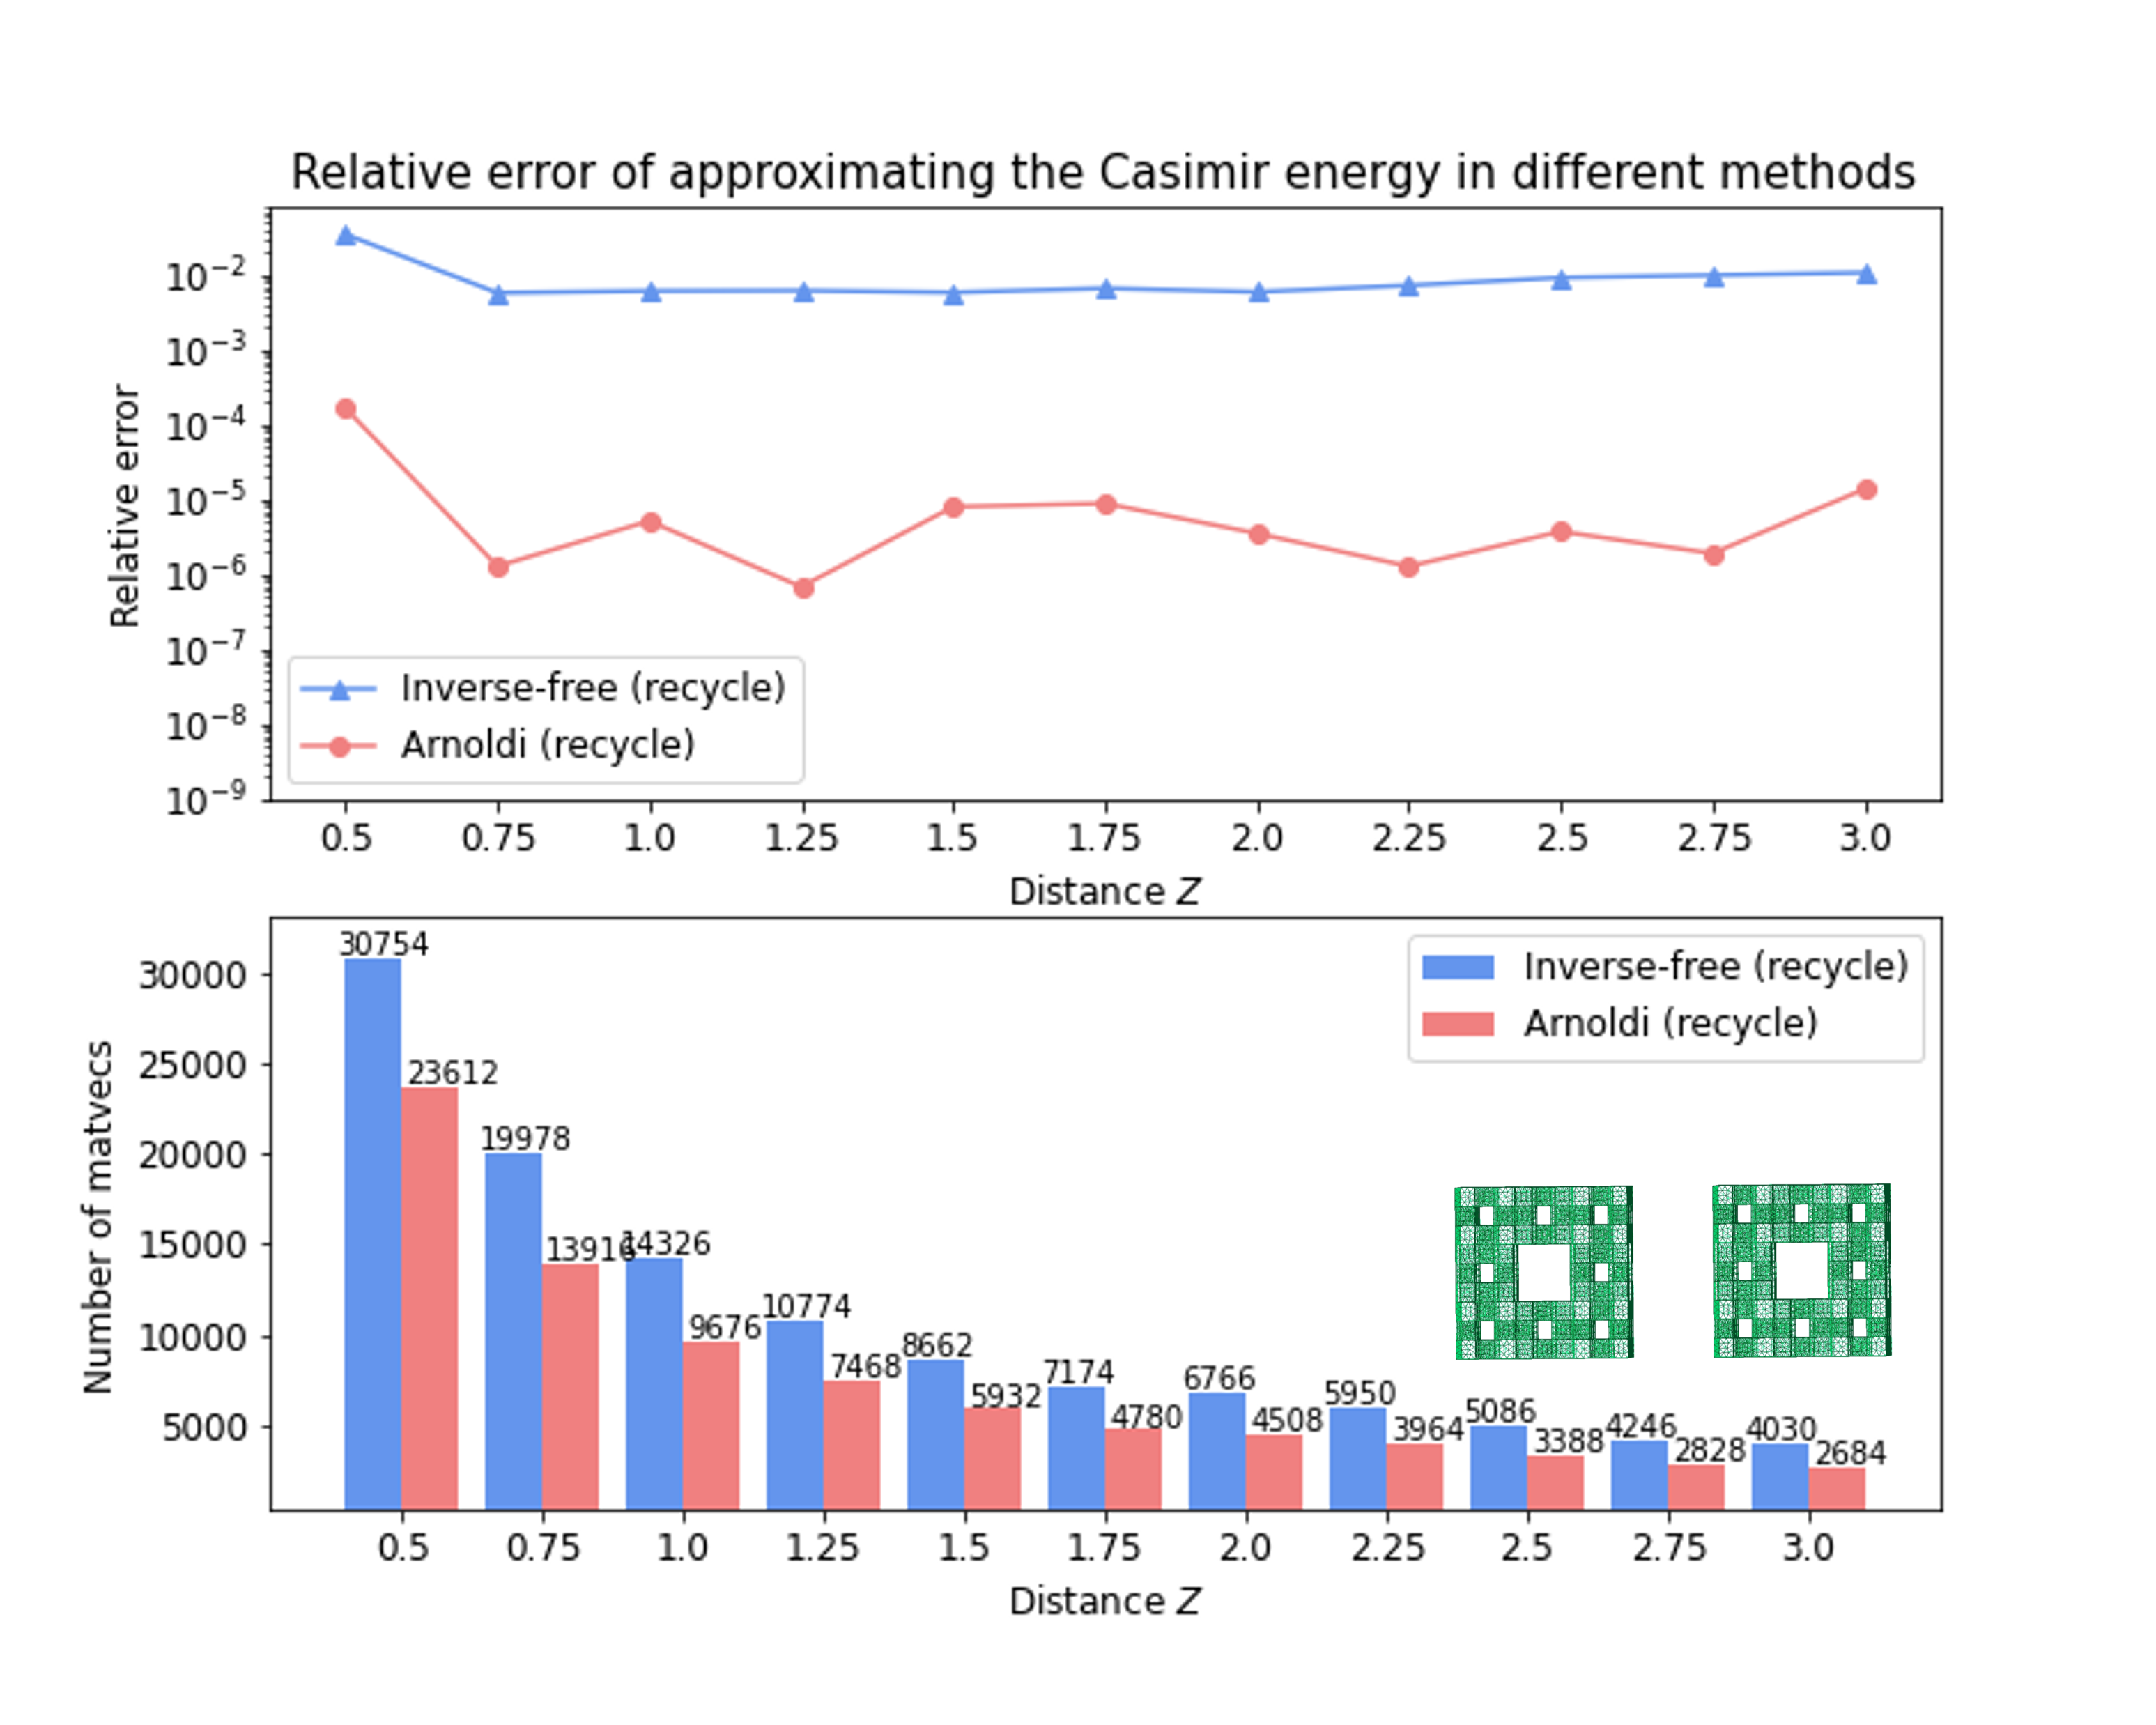 Relative error of approximating the Casimir energy in different methods
Relative error
10⁻²
10⁻³
10⁻⁴
10⁻⁵
10⁻⁶
10⁻⁷
10⁻⁸
10⁻⁹
Inverse-free (recycle)
Arnoldi (recycle)
0.5 0.75 1.0 1.25 1.5 1.75 2.0 2.25 2.5 2.75 3.0
Distance Z
Number of matvecs
30000
25000
20000
15000
10000
5000
Inverse-free (recycle)
Arnoldi (recycle)
30754 23612 19978 13916 14326 9676 10774 7468 8662 5932 7174 4780 6766 4508 5950 3964 5086 3388 4246 2828 4030 2684
0.5 0.75 1.0 1.25 1.5 1.75 2.0 2.25 2.5 2.75 3.0
Distance Z